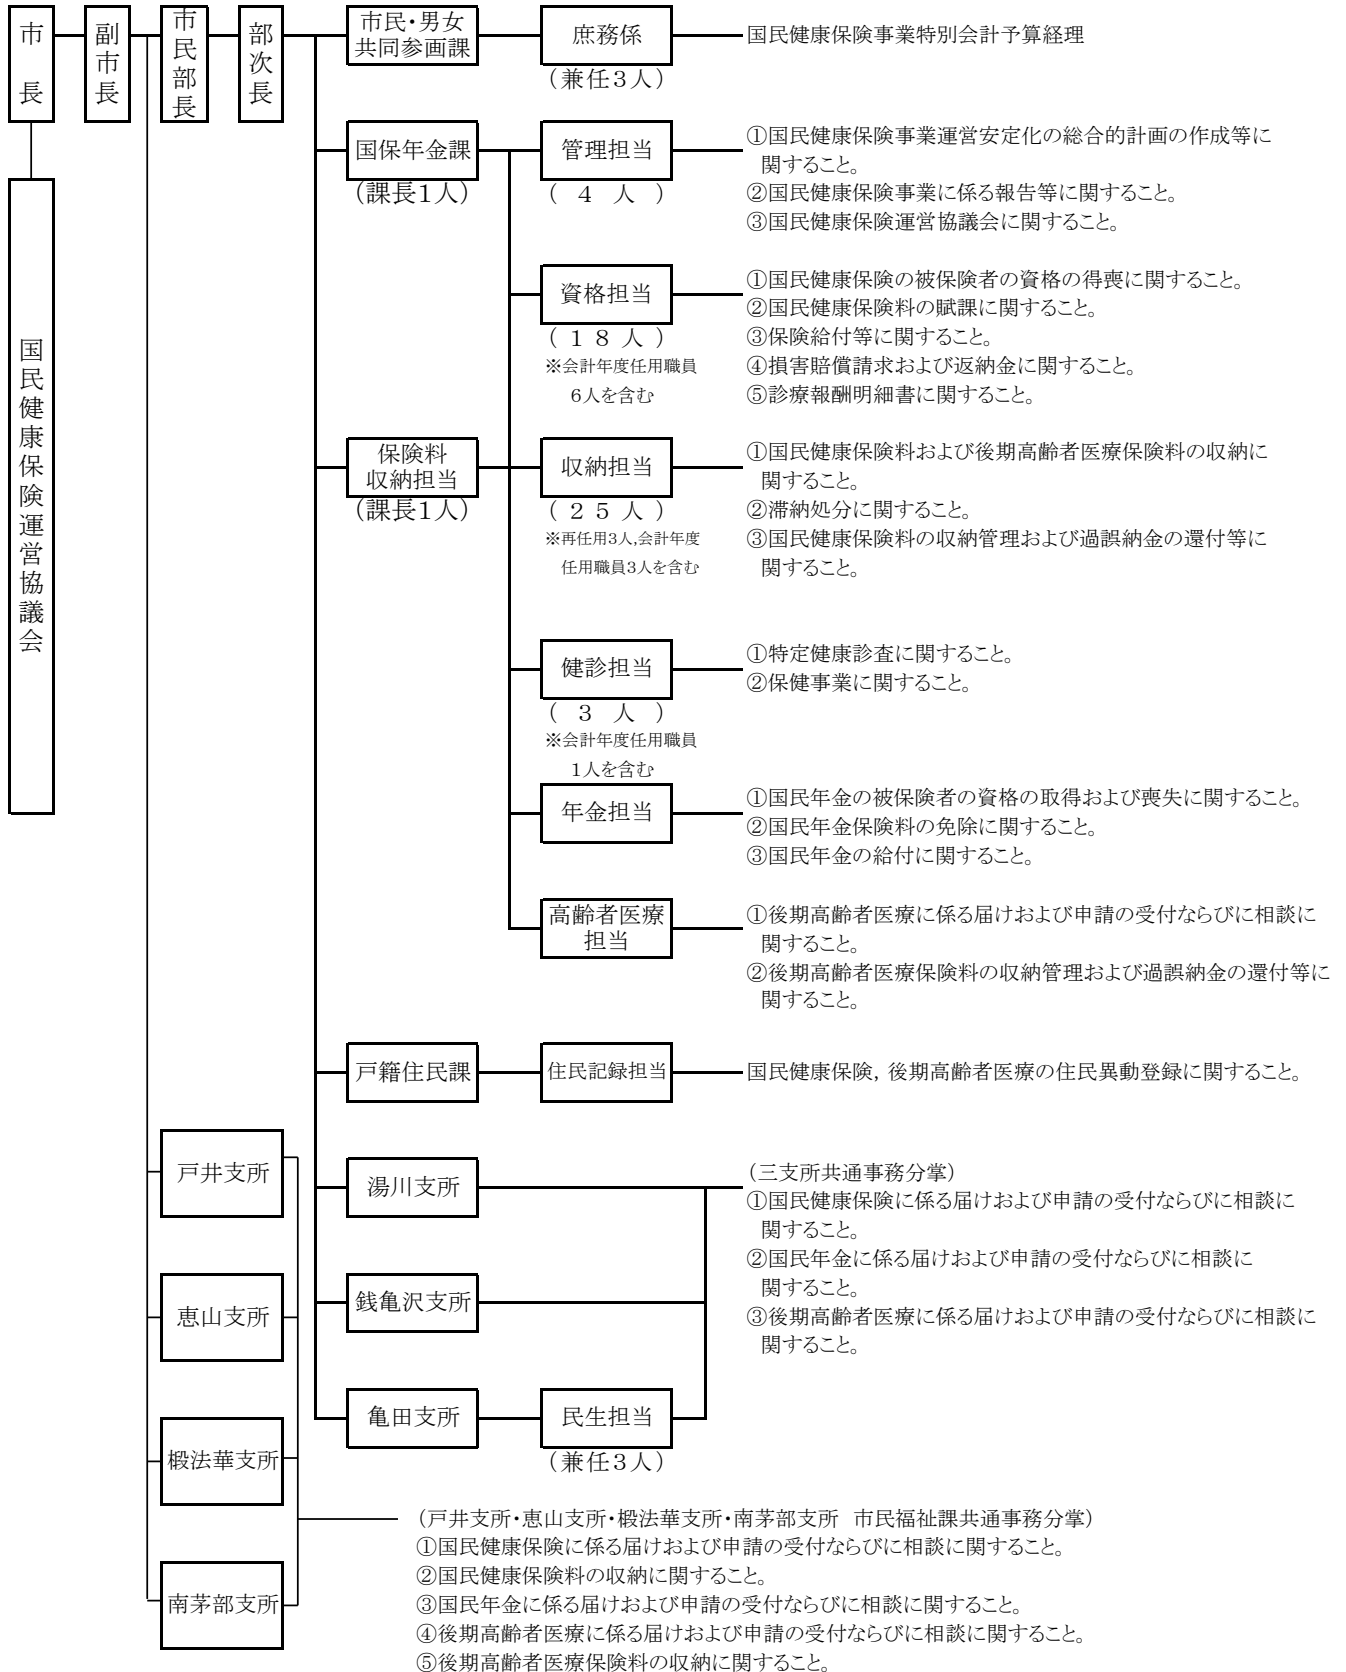 市長
副市長
市民部長
部次長
市民・男女
共同参画課
庶務係
(兼任3人)
国民健康保険事業特別会計予算経理
国民健康保険運営協議会
国保年金課
(課長1人)
管理担当
(4人)
①国民健康保険事業運営安定化の総合的計画の作成等に
関すること。
②国民健康保険事業に係る報告等に関すること。
③国民健康保険運営協議会に関すること。
資格担当
(18人)
※会計年度任用職員
6人を含む
①国民健康保険の被保険者の資格の得喪に関すること。
②国民健康保険料の賦課に関すること。
③保険給付等に関すること。
④損害賠償請求および返納金に関すること。
⑤診療報酬明細書に関すること。
保険料
収納担当
(課長1人)
収納担当
(25人)
※再任用3人,会計年度
任用職員3人を含む
①国民健康保険料および後期高齢者医療保険料の収納に
関すること。
②滞納処分に関すること。
③国民健康保険料の収納管理および過誤納金の還付等に
関すること。
健診担当
(3人)
※会計年度任用職員
1人を含む
①特定健康診査に関すること。
②保健事業に関すること。
年金担当
①国民年金の被保険者の資格の取得および喪失に関すること。
②国民年金保険料の免除に関すること。
③国民年金の給付に関すること。
高齢者医療
担当
①後期高齢者医療に係る届けおよび申請の受付ならびに相談に
関すること。
②後期高齢者医療保険料の収納管理および過誤納金の還付等に
関すること。
戸籍住民課
住民記録担当
国民健康保険,後期高齢者医療の住民異動登録に関すること。
戸井支所
恵山支所
椴法華支所
南茅部支所
湯川支所
銭亀沢支所
亀田支所
民生担当
(兼任3人)
(三支所共通事務分掌)
①国民健康保険に係る届けおよび申請の受付ならびに相談に
関すること。
②国民年金に係る届けおよび申請の受付ならびに相談に
関すること。
③後期高齢者医療に係る届けおよび申請の受付ならびに相談に
関すること。
(戸井支所・恵山支所・椴法華支所・南茅部支所 市民福祉課共通事務分掌)
①国民健康保険に係る届けおよび申請の受付ならびに相談に関すること。
②国民健康保険料の収納に関すること。
③国民年金に係る届けおよび申請の受付ならびに相談に関すること。
④後期高齢者医療に係る届けおよび申請の受付ならびに相談に関すること。
⑤後期高齢者医療保険料の収納に関すること。